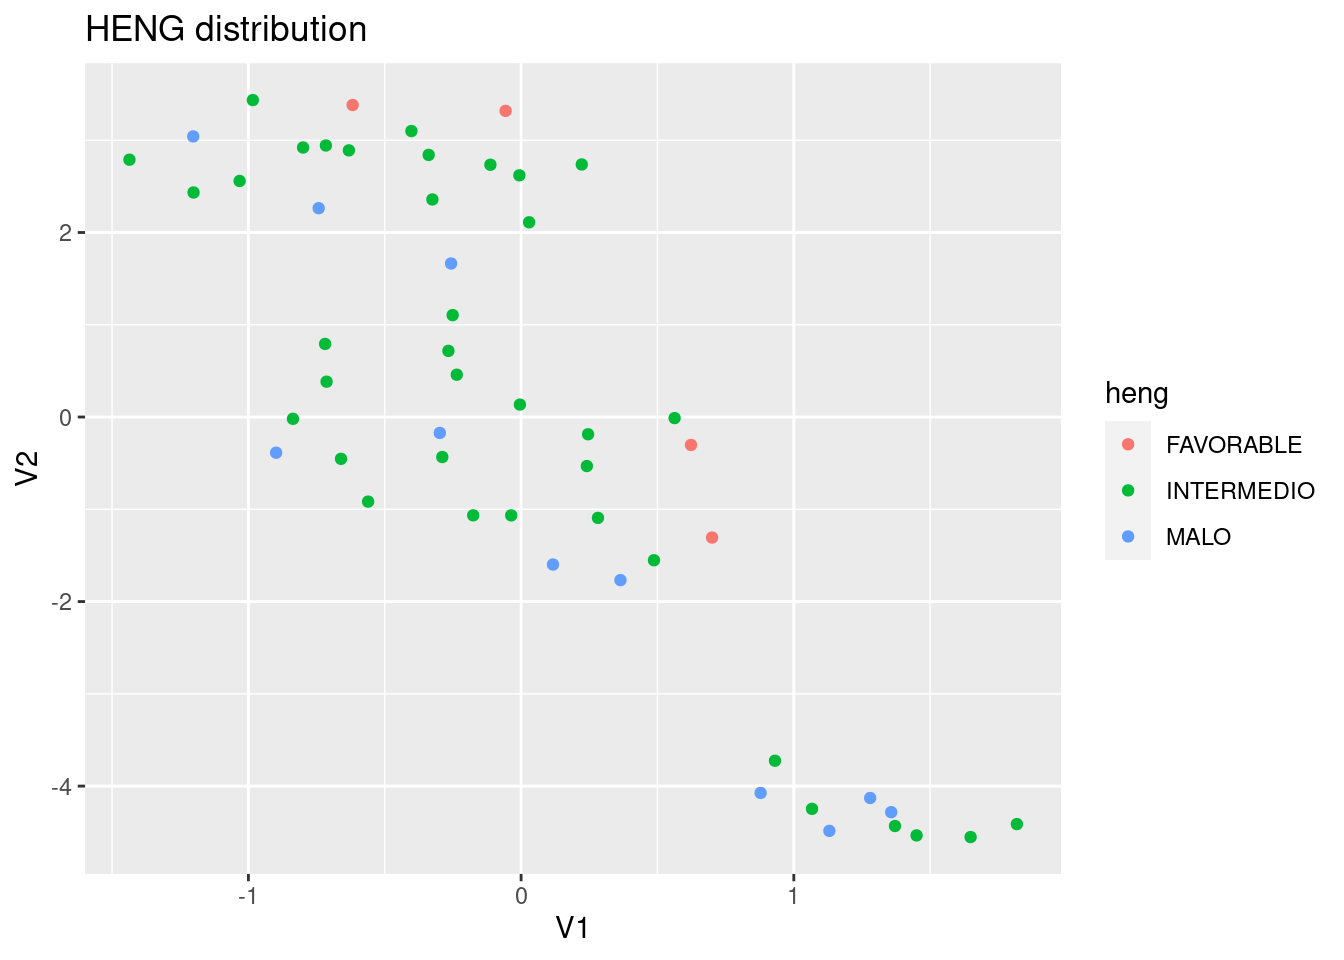 HENG distribution
2
0
-2
-4
V2
-1
0
1
V1
heng
FAVORABLE
INTERMEDIO
MALO